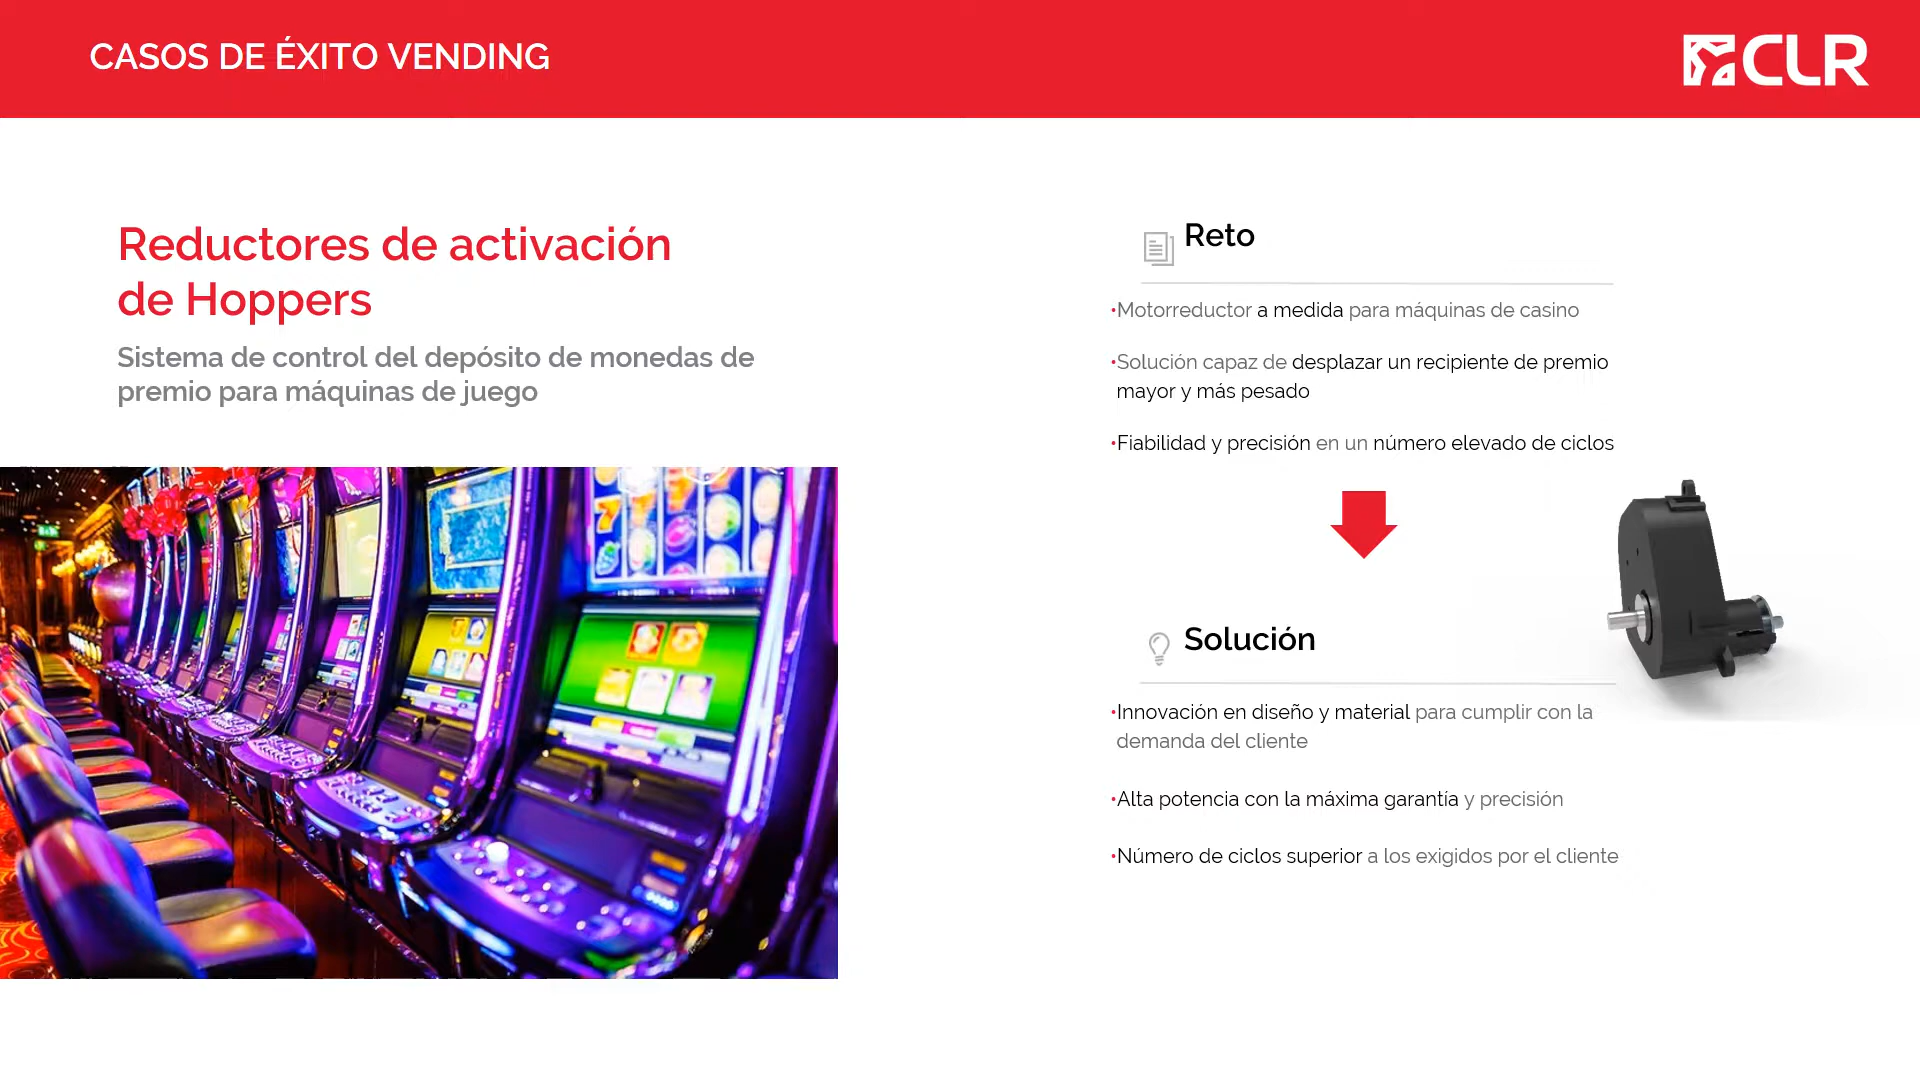 CASOS DE ÉXITO VENDING
CLR
Reductores de activación
de Hoppers
Sistema de control del depósito de monedas de
premio para máquinas de juego
Reto
•Motorreductor a medida para máquinas de casino
•Solución capaz de desplazar un recipiente de premio
mayor y más pesado
•Fiabilidad y precisión en un número elevado de ciclos
Solución
•Innovación en diseño y material para cumplir con la
demanda del cliente
•Alta potencia con la máxima garantía y precisión
•Número de ciclos superior a los exigidos por el cliente